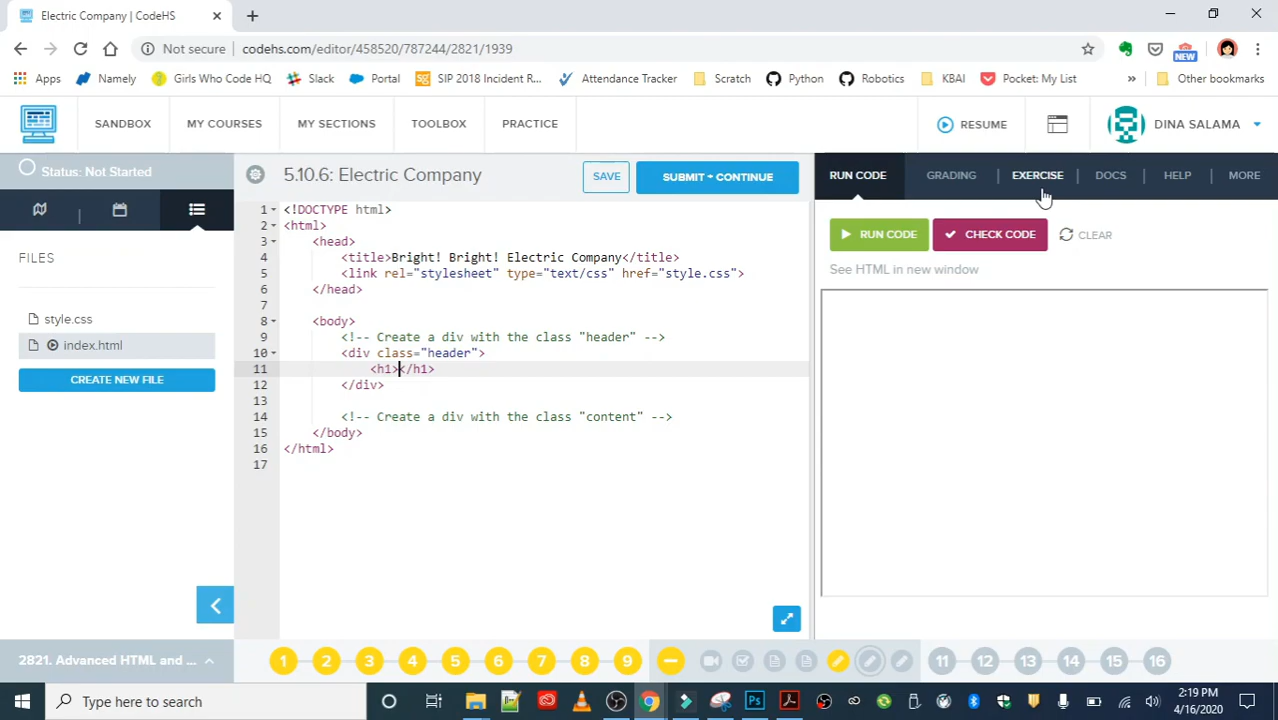 Electric Company | CodeHS
Not secure codehs.com/editor/458520/787244/2821/1939
NEW
Apps Namely Girls Who Code HQ Slack Portal SIP 2018 Incident R... Attendance Tracker Scratch Python Robotics KBAI Pocket: My List » Other bookmarks
SANDBOX MY COURSES MY SECTIONS TOOLBOX PRACTICE RESUME DINA SALAMA
Status: Not Started
5.10.6: Electric Company SAVE SUBMIT + CONTINUE
RUN CODE GRADING EXERCISE DOCS HELP MORE
FILES
style.css
index.html
CREATE NEW FILE
1 <!DOCTYPE html>
2 <html>
3 <head>
4 <title>Bright! Bright! Electric Company</title>
5 <link rel="stylesheet" type="text/css" href="style.css">
6 </head>
7
8 <body>
9 <!-- Create a div with the class "header" -->
10 <div class="header">
11 <h1></h1>
12 </div>
13
14 <!-- Create a div with the class "content" -->
15 </body>
16 </html>
17
RUN CODE CHECK CODE CLEAR
See HTML in new window
2821. Advanced HTML and ... 1 2 3 4 5 6 7 8 9 11 12 13 14 15 16
Type here to search
2:19 PM
4/16/2020